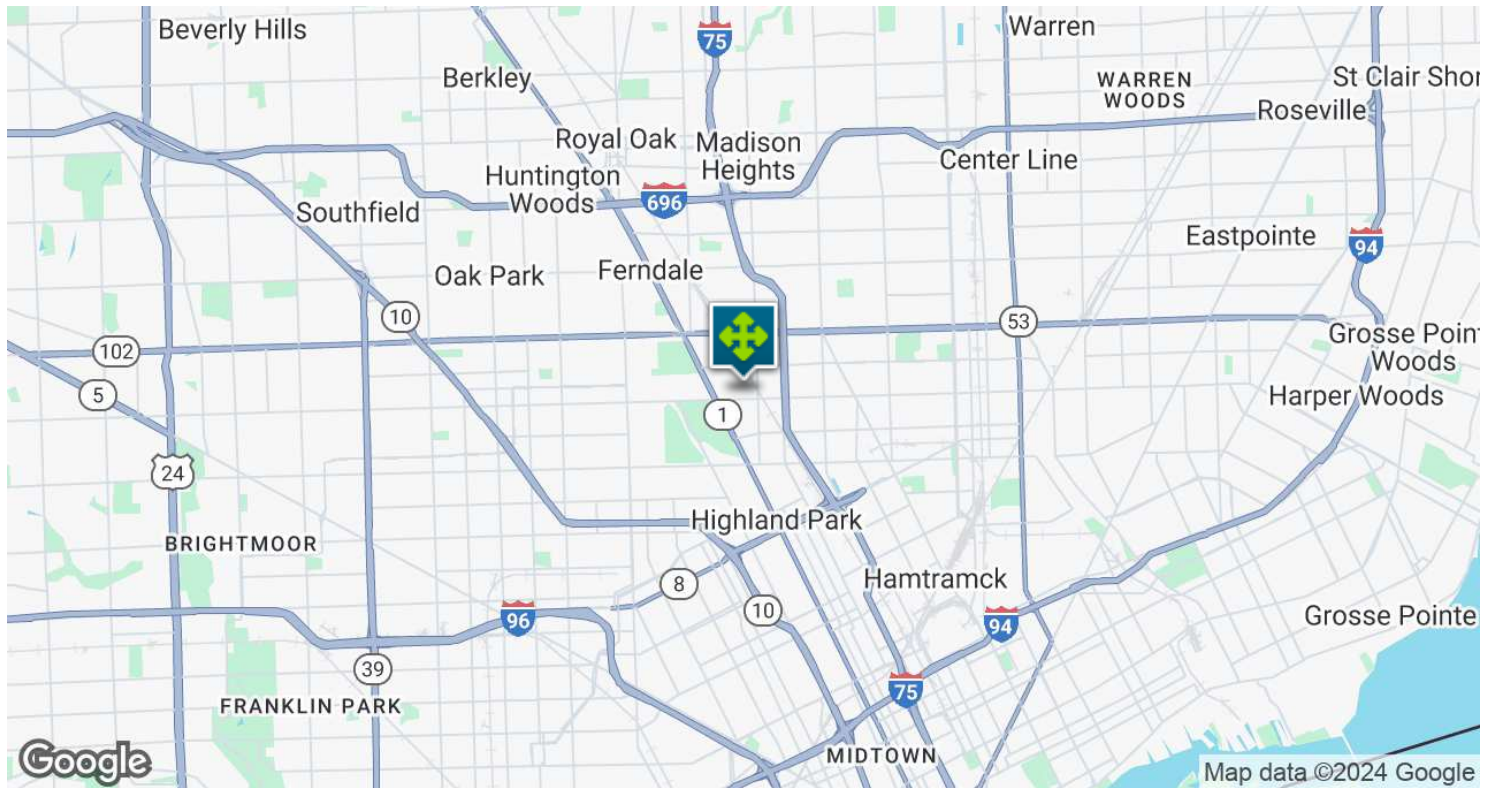 Beverly Hills
75
Warren
Berkley
WARREN
WOODS
St Clair Shor
Roseville
Royal Oak
Madison
Heights
Center Line
Huntington
Woods
696
Southfield
Eastpointe
94
Oak Park
Ferndale
10
53
102
Grosse Point
Woods
5
Harper Woods
1
24
Highland Park
BRIGHTMOOR
Hamtramck
8
10
96
94
Grosse Pointe
39
75
FRANKLIN PARK
MIDTOWN
Google
Map data ©2024 Google